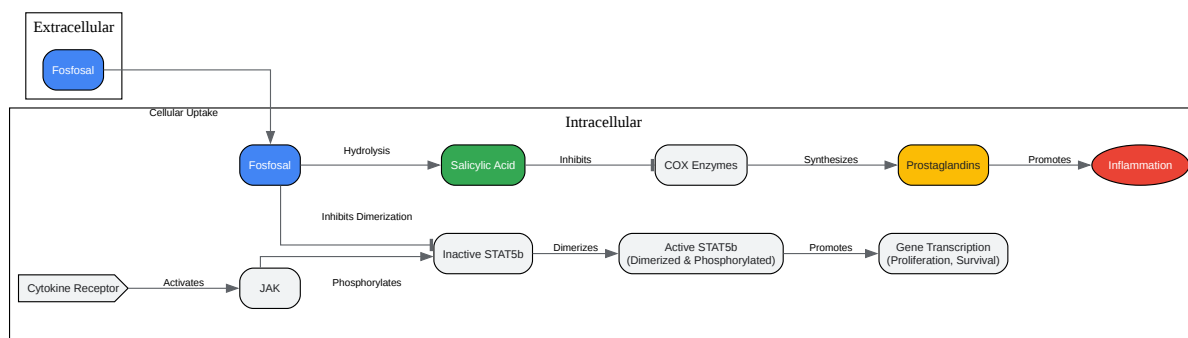 Extracellular
Fosfosal
Cellular Uptake
Intracellular
Fosfosal
Hydrolysis
Salicylic Acid
Inhibits
COX Enzymes
Synthesizes
Prostaglandins
Promotes
Inflammation
Inhibits Dimerization
Inactive STAT5b
Dimerizes
Active STAT5b
(Dimerized & Phosphorylated)
Promotes
Gene Transcription
(Proliferation, Survival)
Cytokine Receptor
Activates
JAK
Phosphorylates